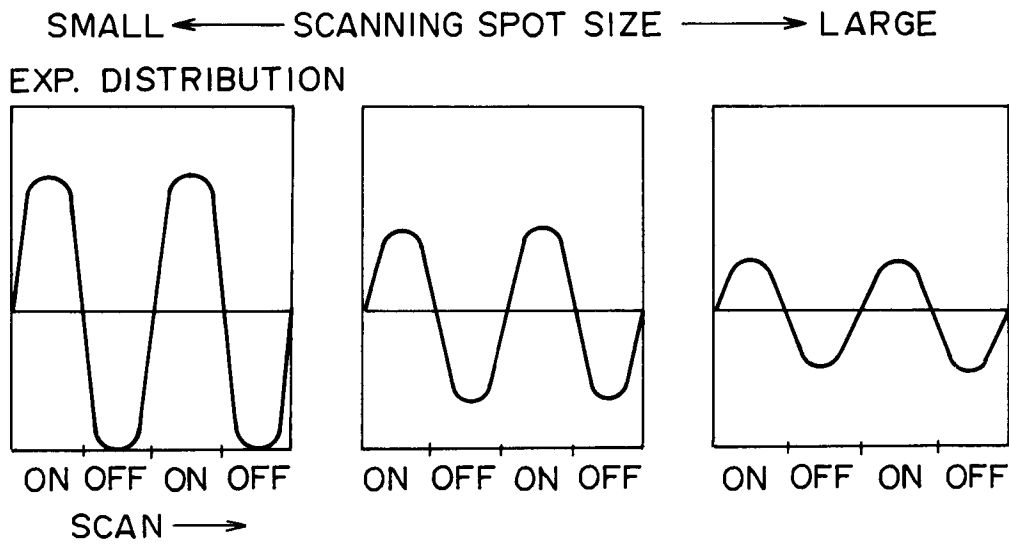 SMALL ← SCANNING SPOT SIZE → LARGE
EXP. DISTRIBUTION
ON OFF ON OFF ON OFF ON OFF ON OFF ON OFF
SCAN →